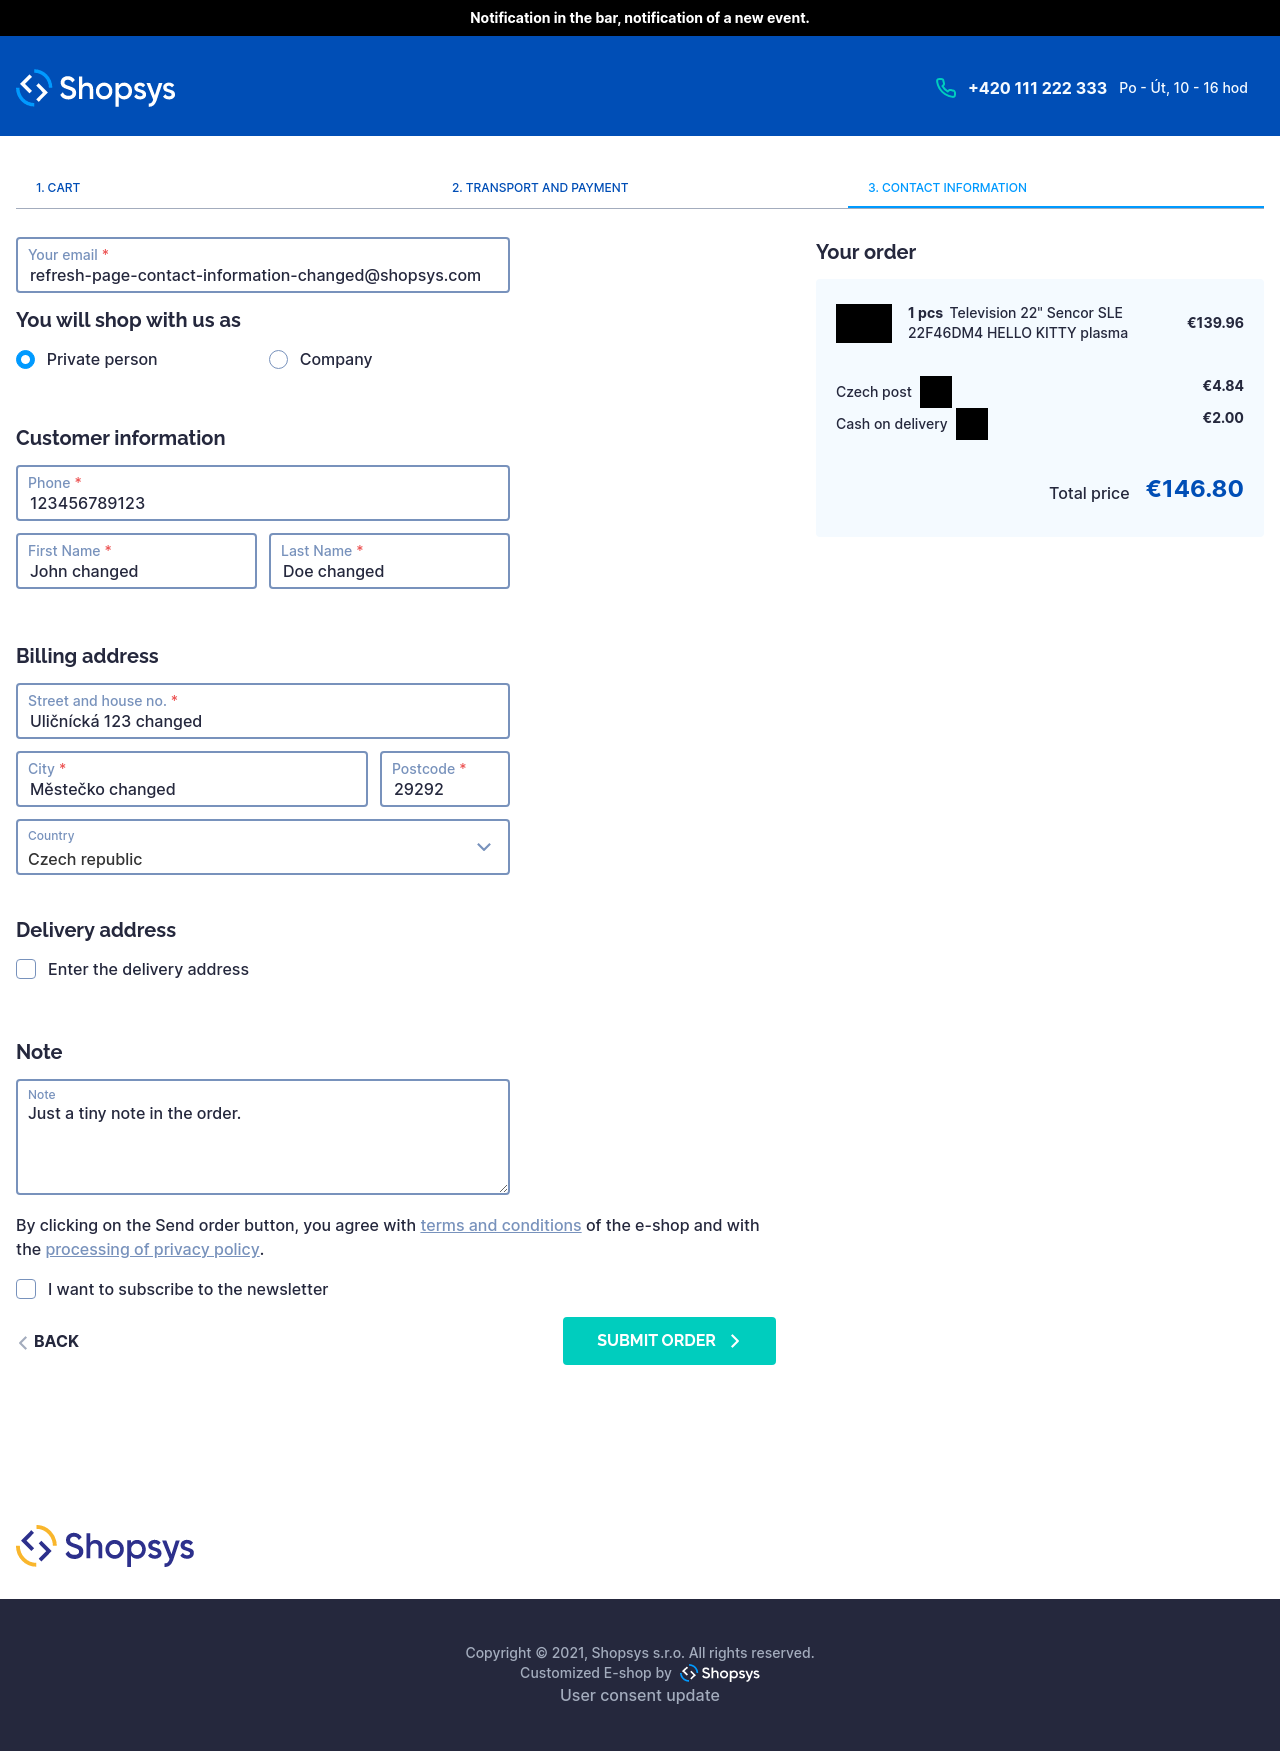 Notification in the bar, notification of a new event.
Shopsys
+420 111 222 333 Po - Út, 10 - 16 hod
1. CART
2. TRANSPORT AND PAYMENT
3. CONTACT INFORMATION
Your email *
refresh-page-contact-information-changed@shopsys.com
You will shop with us as
Private person
Company
Customer information
Phone *
123456789123
First Name *
John changed
Last Name *
Doe changed
Billing address
Street and house no. *
Uličnícká 123 changed
City *
Městečko changed
Postcode *
29292
Country
Czech republic
Delivery address
Enter the delivery address
Note
Note
Just a tiny note in the order.
By clicking on the Send order button, you agree with terms and conditions of the e-shop and with
the processing of privacy policy.
I want to subscribe to the newsletter
BACK
SUBMIT ORDER
Your order
1 pcs Television 22" Sencor SLE
22F46DM4 HELLO KITTY plasma
€139.96
Czech post
€4.84
Cash on delivery
€2.00
Total price €146.80
Shopsys
Copyright © 2021, Shopsys s.r.o. All rights reserved.
Customized E-shop by Shopsys
User consent update